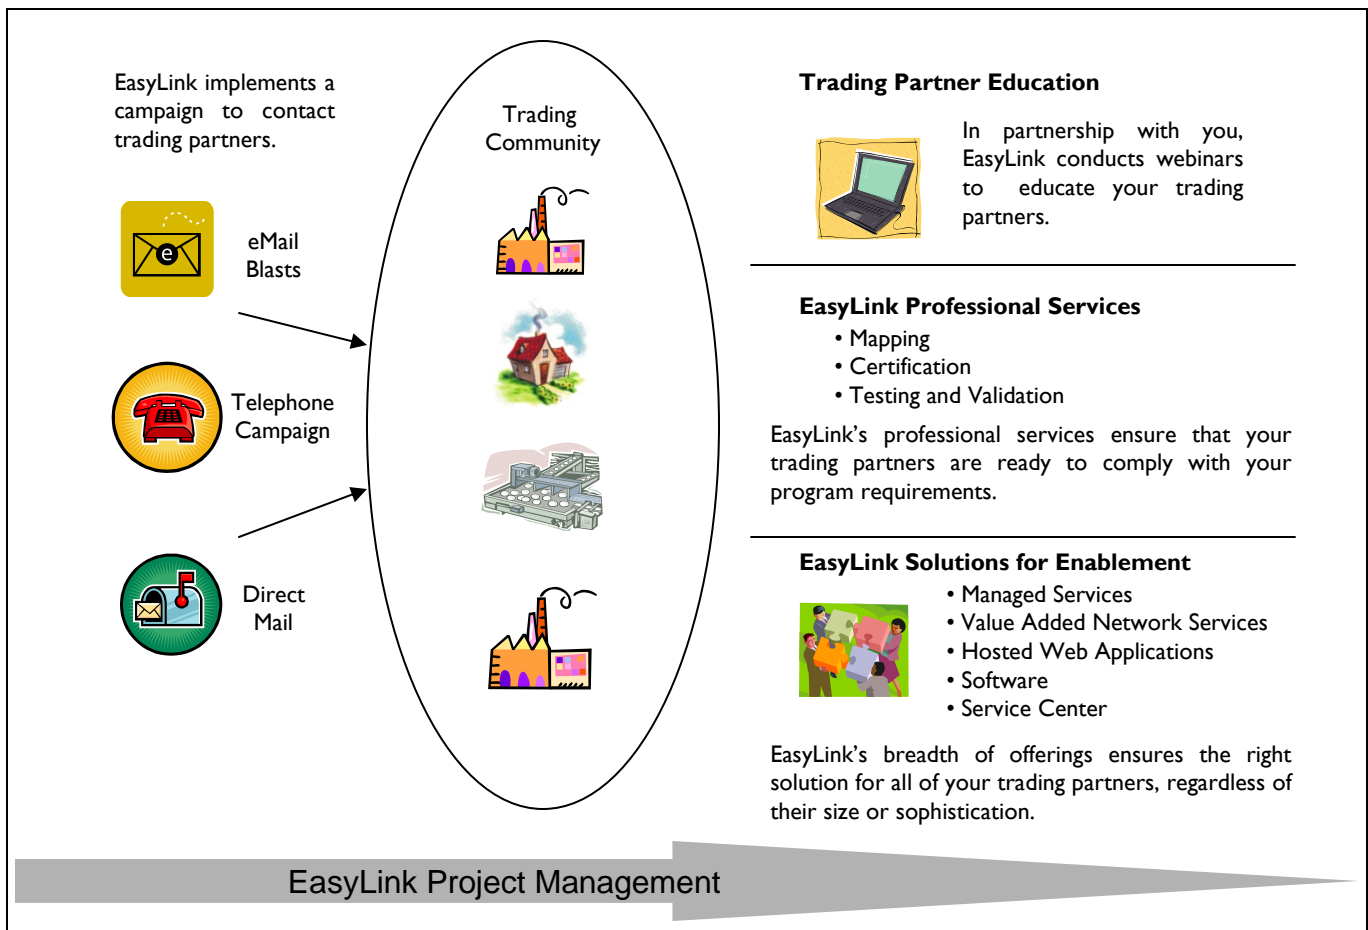 EasyLink implements a
campaign to contact
trading partners.
eMail
Blasts
Telephone
Campaign
Direct
Mail
Trading
Community
e
Trading Partner Education
In partnership with you,
EasyLink conducts webinars
to educate your trading
partners.
EasyLink Professional Services
• Mapping
• Certification
• Testing and Validation
EasyLink's professional services ensure that your
trading partners are ready to comply with your
program requirements.
EasyLink Solutions for Enablement
• Managed Services
• Value Added Network Services
• Hosted Web Applications
• Software
• Service Center
EasyLink's breadth of offerings ensures the right
solution for all of your trading partners, regardless of
their size or sophistication.
EasyLink Project Management